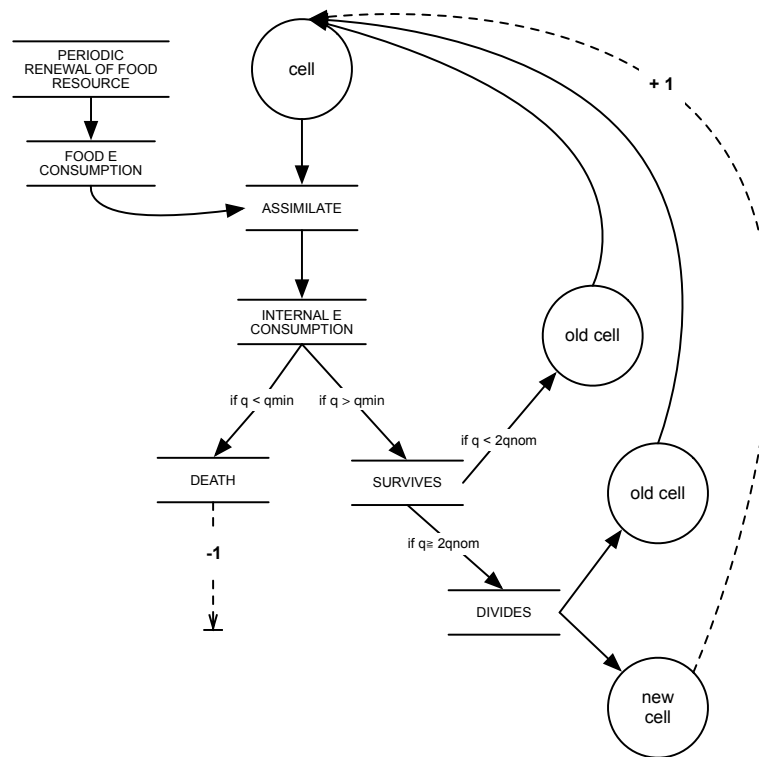 PERIODIC
RENEWAL OF FOOD
RESOURCE
cell
+ 1
FOOD E
CONSUMPTION
ASSIMILATE
INTERNAL E
CONSUMPTION
old cell
if q < qmin
if q > qmin
if q < 2qnom
DEATH
SURVIVES
old cell
-1
if q≧ 2qnom
DIVIDES
new
cell